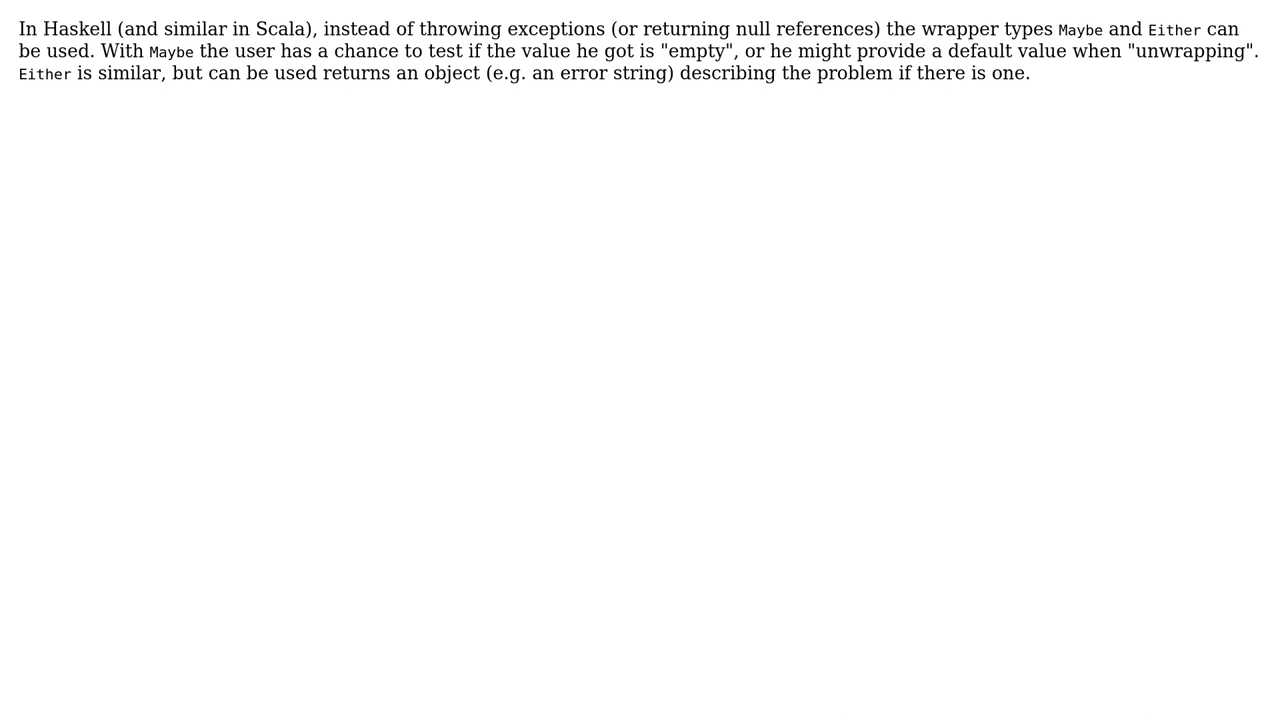 In Haskell (and similar in Scala), instead of throwing exceptions (or returning null references) the wrapper types Maybe and Either can
be used. With Maybe the user has a chance to test if the value he got is "empty", or he might provide a default value when "unwrapping".
Either is similar, but can be used returns an object (e.g. an error string) describing the problem if there is one.